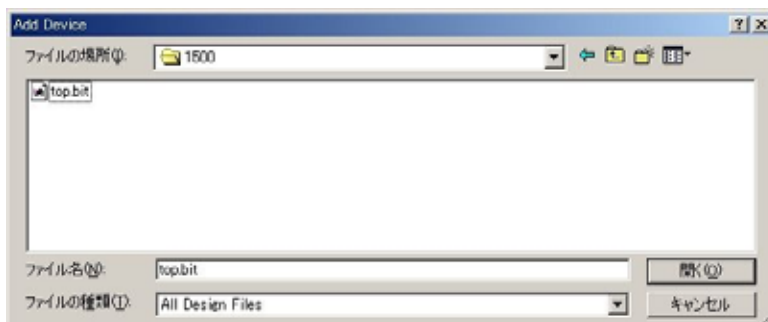 Add Device
ファイルの場所(I):
1500
top.bit
ファイル名(N):
top.bit
開く(O)
ファイルの種類(T):
All Design Files
キャンセル